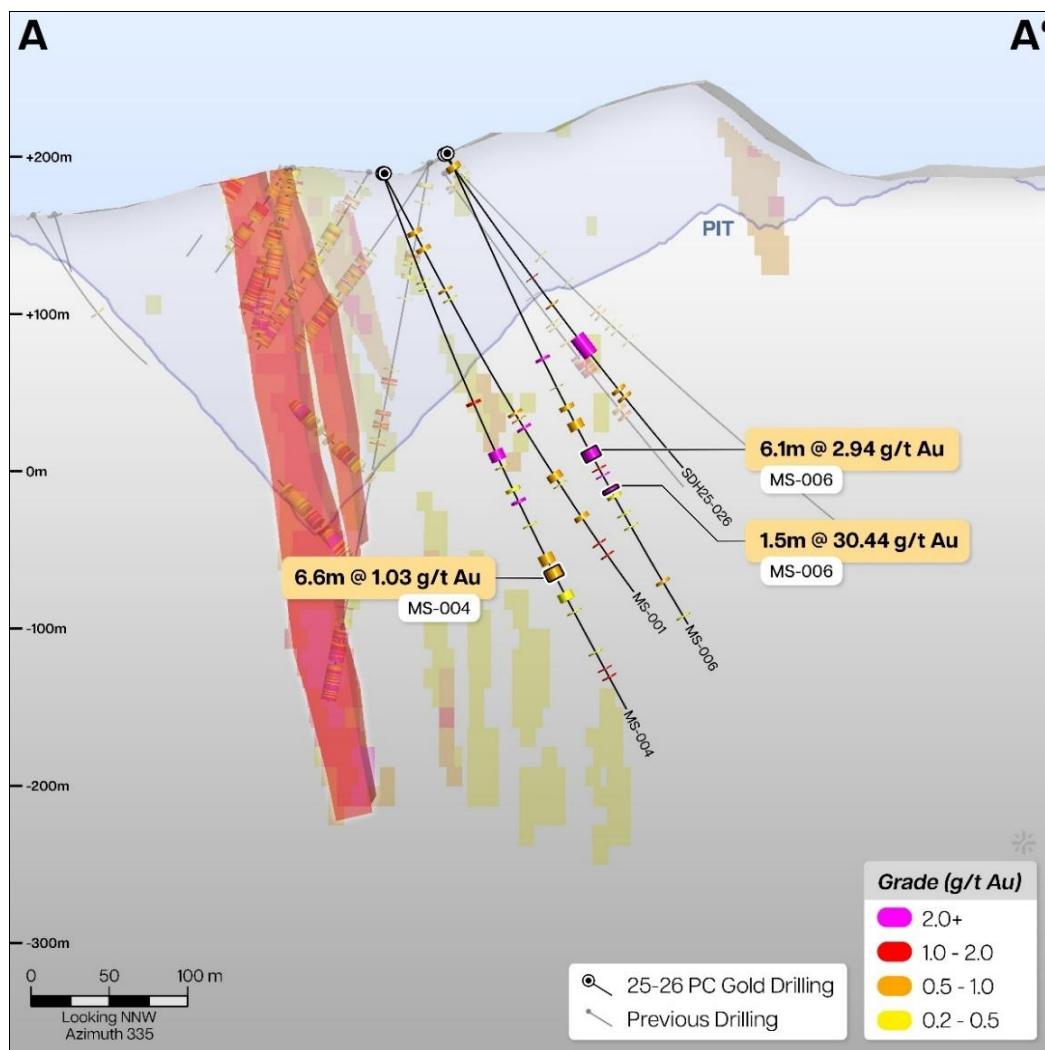 A
A'
+200m
+100m
0m
-100m
-200m
-300m
PIT
6.1m @ 2.94 g/t Au
MS-006
1.5m @ 30.44 g/t Au
MS-006
6.6m @ 1.03 g/t Au
MS-004
SDH25-026
MS-001
MS-006
MS-004
Grade (g/t Au)
2.0+
1.0 - 2.0
0.5 - 1.0
0.2 - 0.5
0 50 100 m
Looking NNW
Azimuth 335
25-26 PC Gold Drilling
Previous Drilling